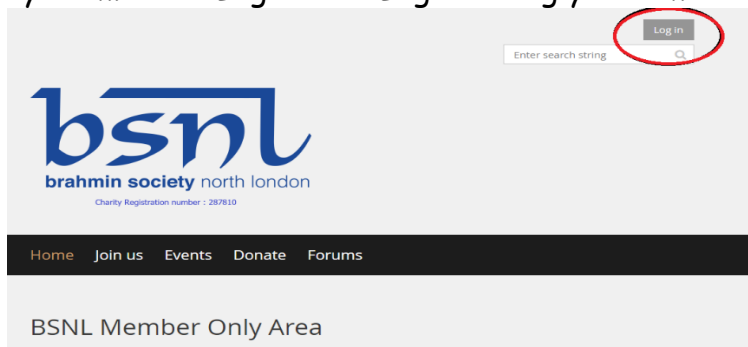 Log in
Enter search string
bsnl
brahmin society north london
Charity Registration number : 287810
Home Join us Events Donate Forums
BSNL Member Only Area